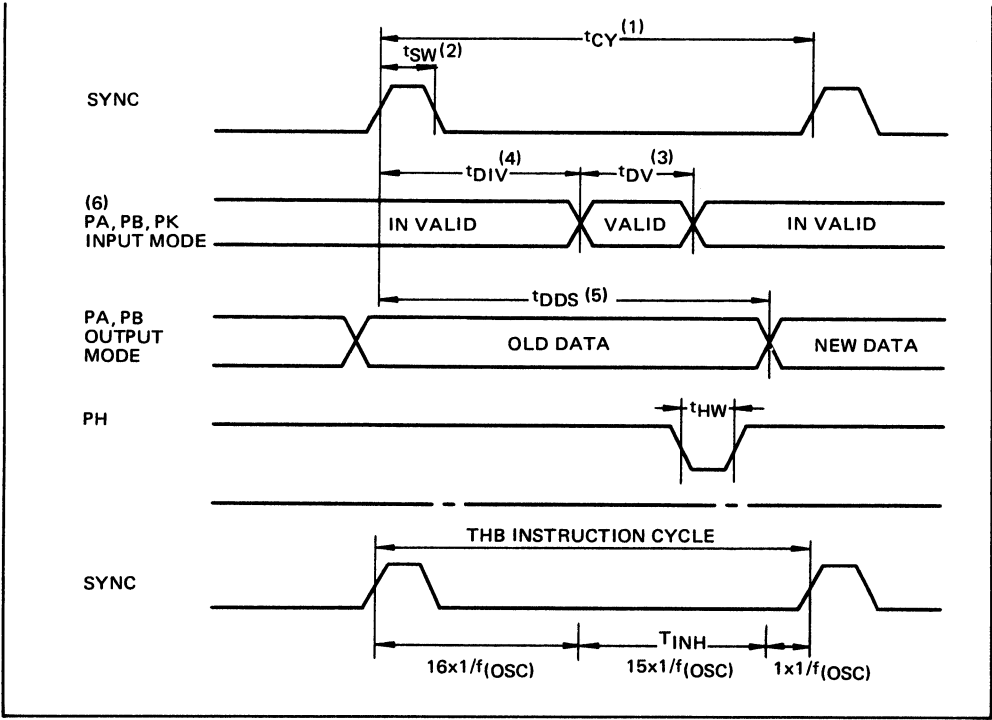 tCY(1)
tSW(2)
SYNC
tDIV(4)
tDV(3)
(6)
PA, PB, PK
INPUT MODE
IN VALID
VALID
IN VALID
tDDS (5)
PA, PB
OUTPUT
MODE
OLD DATA
NEW DATA
PH
tHW
THB INSTRUCTION CYCLE
SYNC
TINH
16x1/f(OSC)
15x1/f(OSC)
1x1/f(OSC)